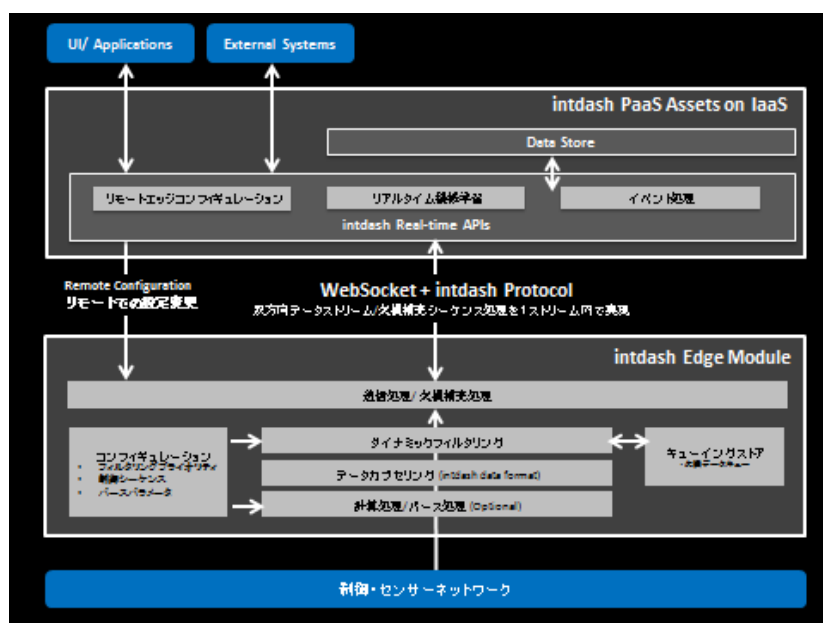 UI/ Applications
External Systems
intdash PaaS Assets on IaaS
Data Store
リモートエッジコンフィギュレーション
リアルタイム機械学習
イベント処理
intdash Real-time APIs
Remote Configuration
リモートでの設定変更
WebSocket + intdash Protocol
双方向データストリーム/欠損補完シーケンス処理を1ストリーム内で実現
intdash Edge Module
送信処理/欠損補完処理
コンフィギュレーション
• フィルタリングプライオリティ
• 制御シーケンス
• パースパラメータ
ダイナミックフィルタリング
データカプセリング (intdash data format)
計算処理/パース処理 (Optional)
キューイングストア
制御・センサーネットワーク